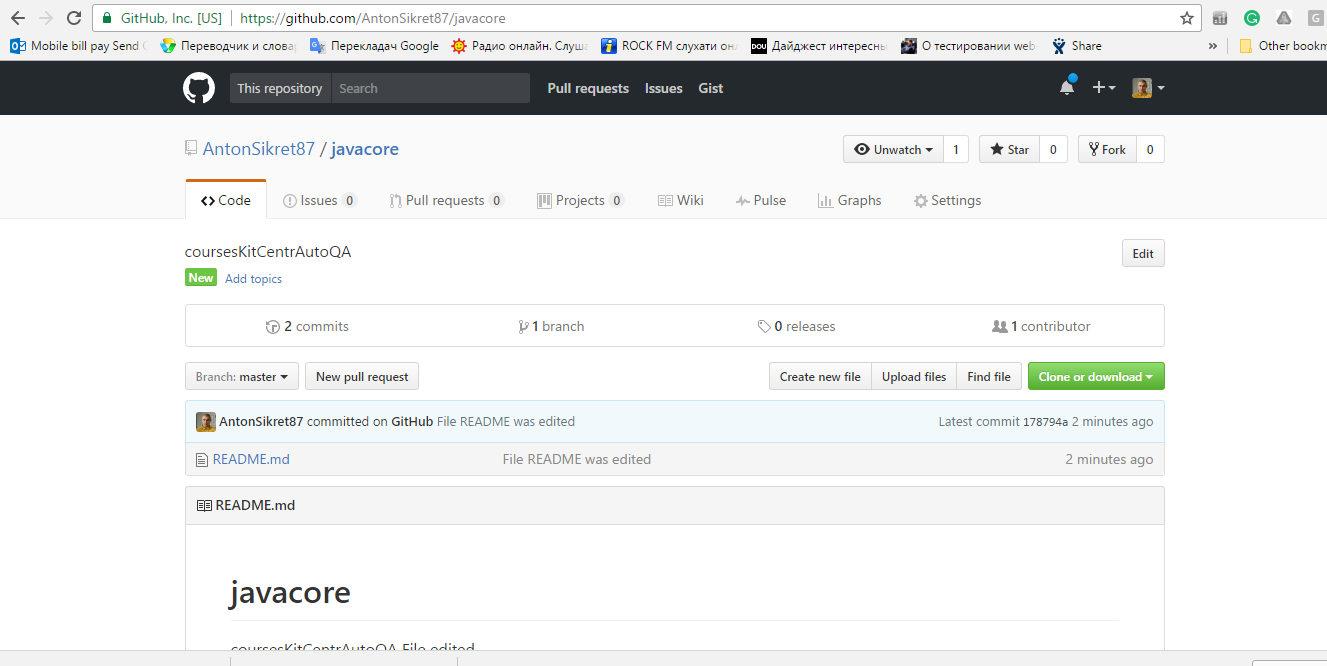 GitHub, Inc. [US] https://github.com/AntonSikret87/javacore
Mobile bill pay Send Переводчик и слова Перекладач Google Радио онлайн. Слуш ROCK FM слухати он DOU Дайджест интересны О тестировании web Share » Other bookm
This repository Search Pull requests Issues Gist
AntonSikret87 / javacore Unwatch 1 Star 0 Fork 0
Code Issues 0 Pull requests 0 Projects 0 Wiki Pulse Graphs Settings
coursesKitCentrAutoQA Edit
New Add topics
2 commits 1 branch 0 releases 1 contributor
Branch: master New pull request Create new file Upload files Find file Clone or download
AntonSikret87 committed on GitHub File README was edited Latest commit 178794a 2 minutes ago
README.md File README was edited 2 minutes ago
README.md
javacore
coursesKitCentrAutoQA File edited